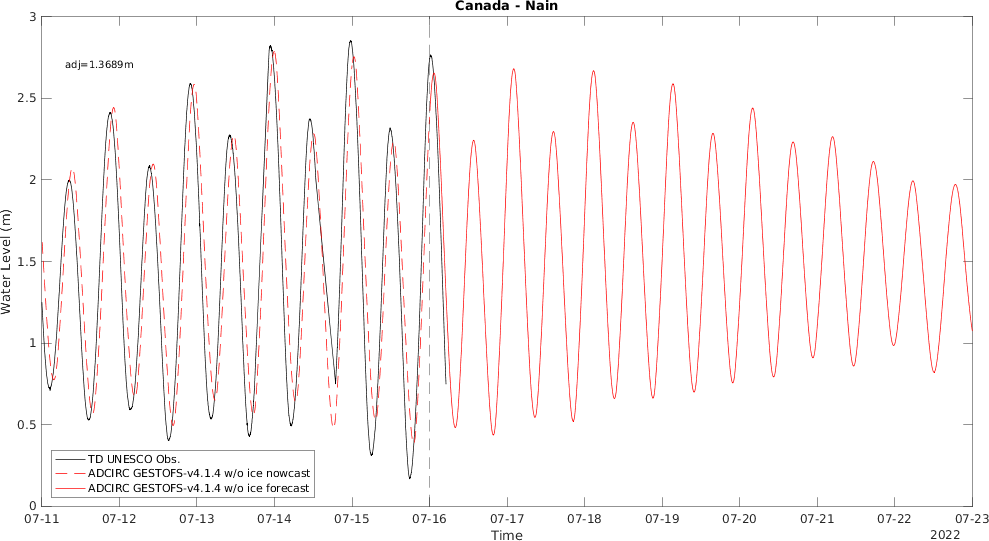 Canada - Nain
3
2.5
2
1.5
1
0.5
0
Water Level (m)
adj=1.3689m
TD UNESCO Obs.
ADCIRC GESTOFS-v4.1.4 w/o ice nowcast
ADCIRC GESTOFS-v4.1.4 w/o ice forecast
07-11 07-12 07-13 07-14 07-15 07-16 07-17 07-18 07-19 07-20 07-21 07-22 07-23
Time
2022